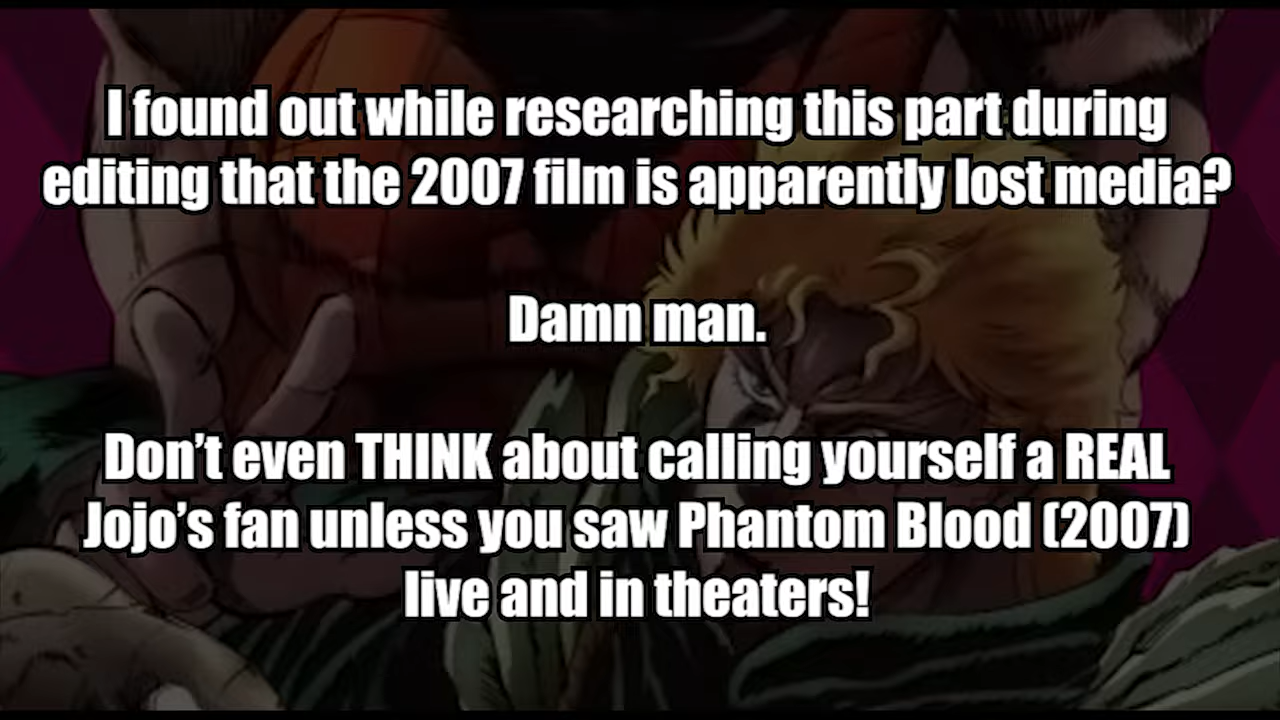 I found out while researching this part during
editing that the 2007 film is apparently lost media?
Damn man.
Don't even THINK about calling yourself a REAL
Jojo's fan unless you saw Phantom Blood (2007)
live and in theaters!